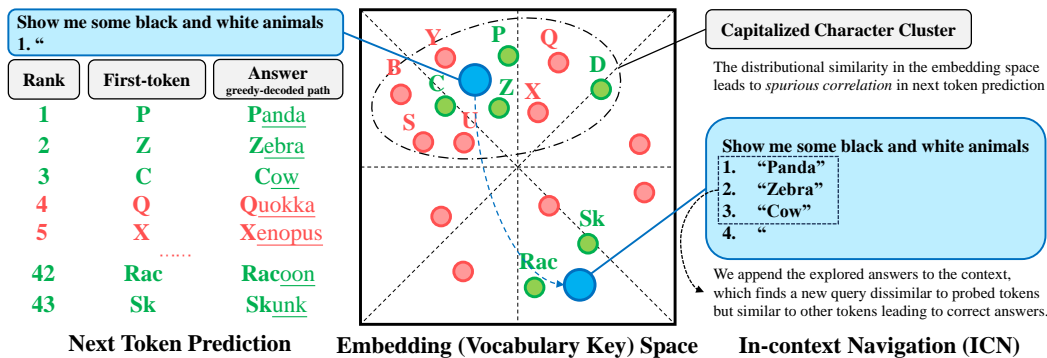 Show me some black and white animals
1. “
Rank First-token Answer
greedy-decoded path
1 P Panda
2 Z Zebra
3 C Cow
4 Q Quokka
5 X Xenopus
......
42 Rac Racoon
43 Sk Skunk
Next Token Prediction
Y P Q
B C Z D
S U X
Sk
Rac
Embedding (Vocabulary Key) Space
Capitalized Character Cluster
The distributional similarity in the embedding space
leads to spurious correlation in next token prediction
Show me some black and white animals
1. “Panda”
2. “Zebra”
3. “Cow”
4. “
We append the explored answers to the context,
which finds a new query dissimilar to probed tokens
but similar to other tokens leading to correct answers.
In-context Navigation (ICN)